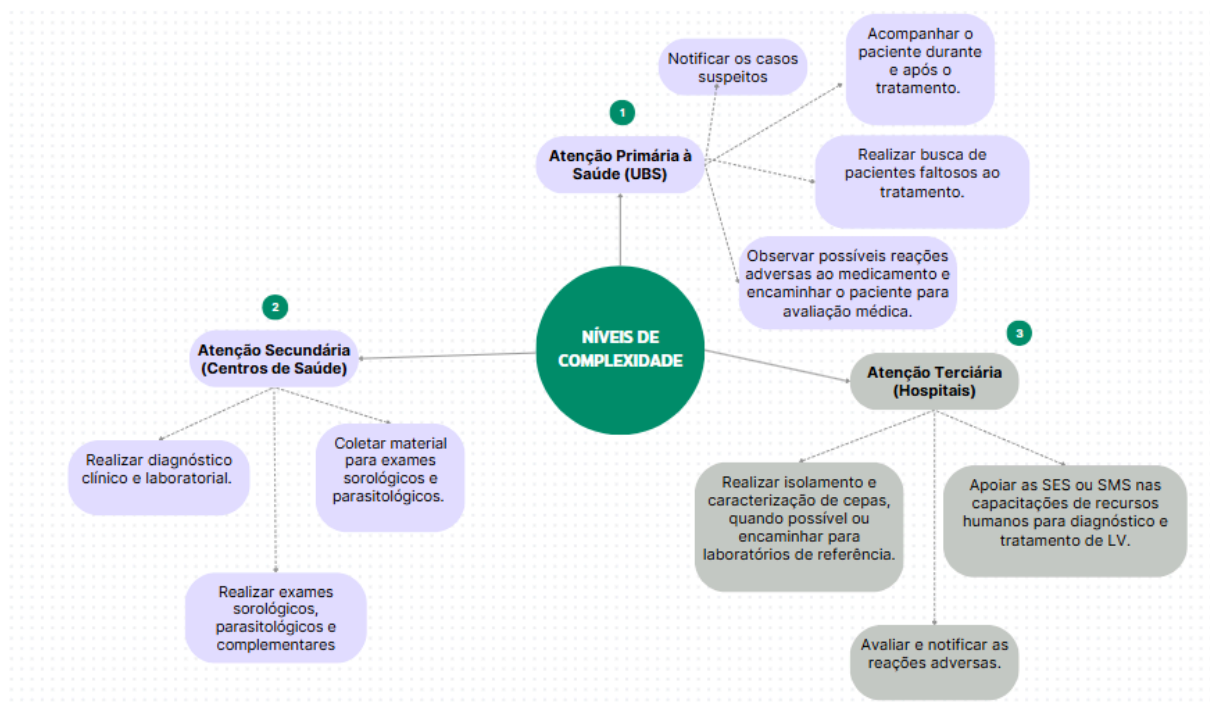 NÍVEIS DE
COMPLEXIDADE
1
Atenção Primária à
Saúde (UBS)
Notificar os casos
suspeitos
Acompanhar o
paciente durante
e após o
tratamento.
Realizar busca de
pacientes faltosos ao
tratamento.
Observar possíveis reações
adversas ao medicamento e
encaminhar o paciente para
avaliação médica.
2
Atenção Secundária
(Centros de Saúde)
Realizar diagnóstico
clínico e laboratorial.
Coletar material
para exames
sorológicos e
parasitológicos.
Realizar exames
sorológicos,
parasitológicos e
complementares
3
Atenção Terciária
(Hospitais)
Realizar isolamento e
caracterização de cepas,
quando possível ou
encaminhar para
laboratórios de referência.
Apoiar as SES ou SMS nas
capacitações de recursos
humanos para diagnóstico e
tratamento de LV.
Avaliar e notificar as
reações adversas.